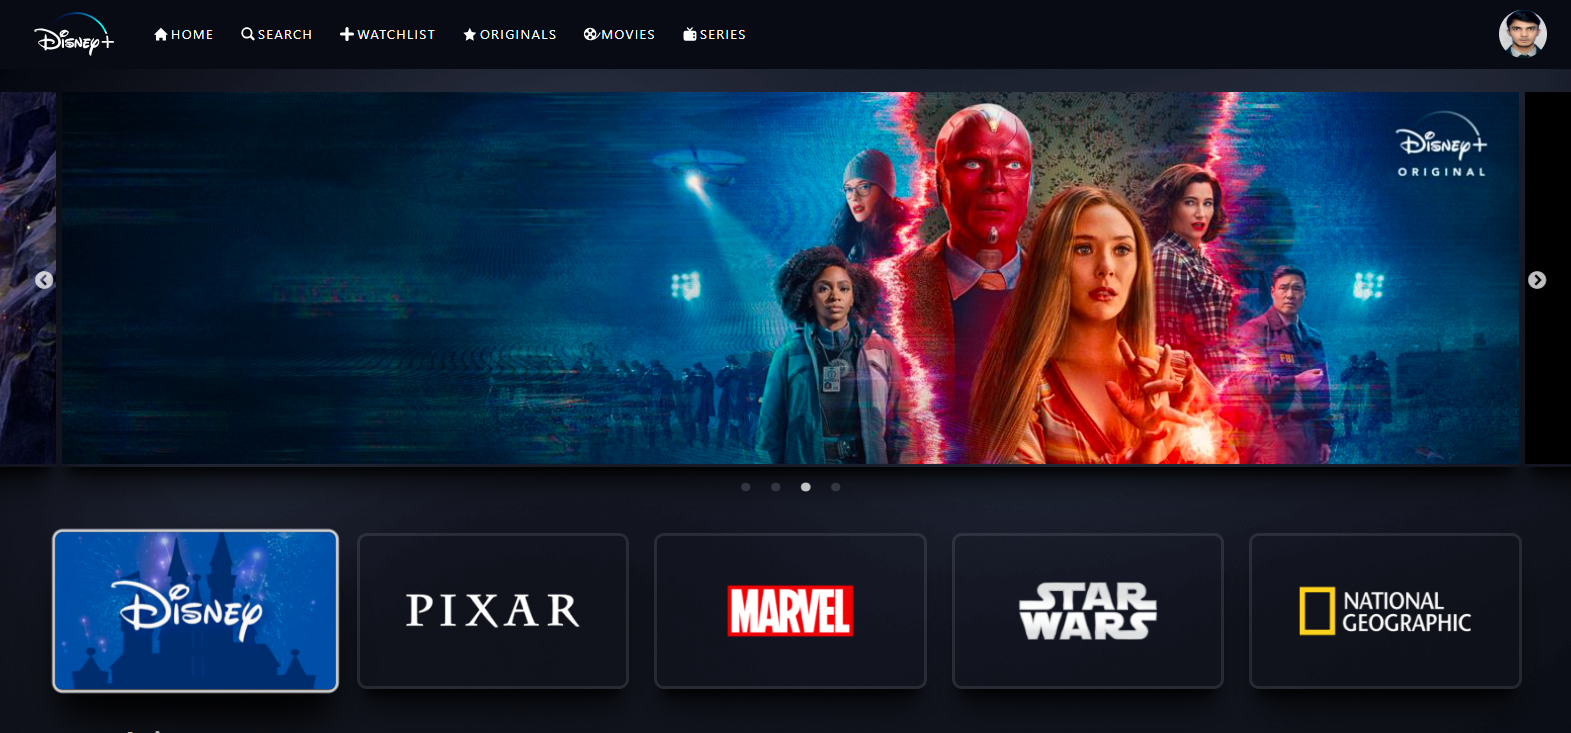 Disney+
HOME
SEARCH
WATCHLIST
ORIGINALS
MOVIES
SERIES
Disney+
ORIGINAL
FBI
Disney
PIXAR
MARVEL
STAR
WARS
NATIONAL
GEOGRAPHIC